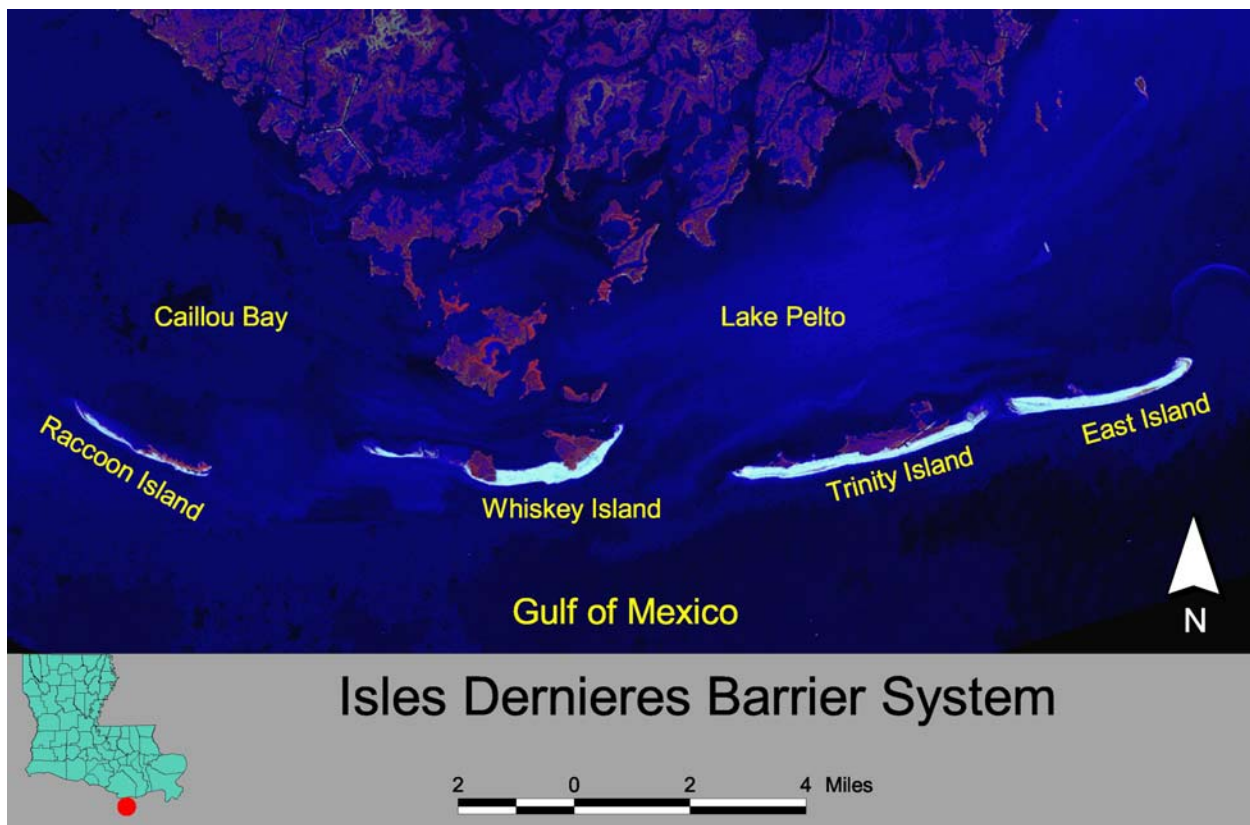 Caillou Bay
Lake Pelto
Raccoon Island
Whiskey Island
Trinity Island
East Island
Gulf of Mexico
N
Isles Dernieres Barrier System
2 0 2 4 Miles